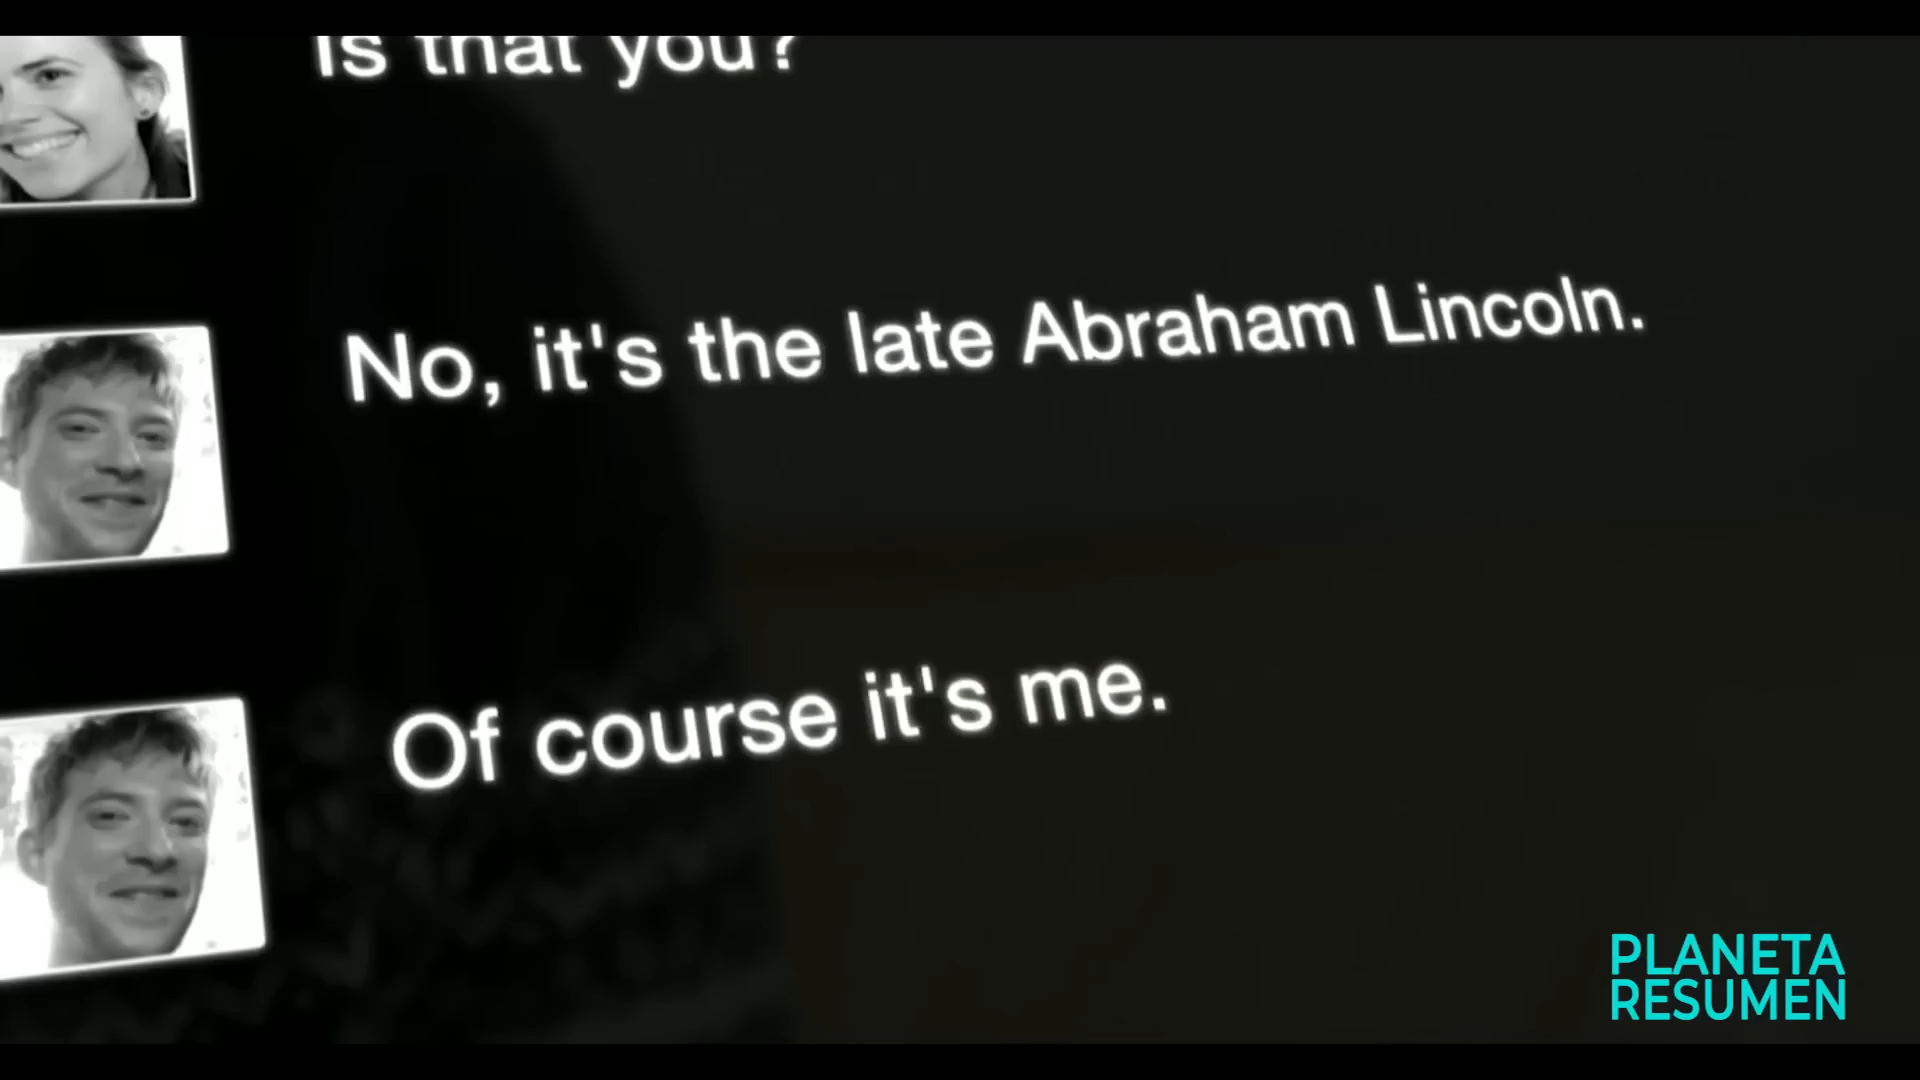 Is that you?
No, it's the late Abraham Lincoln.
Of course it's me.
PLANETA
RESUMEN